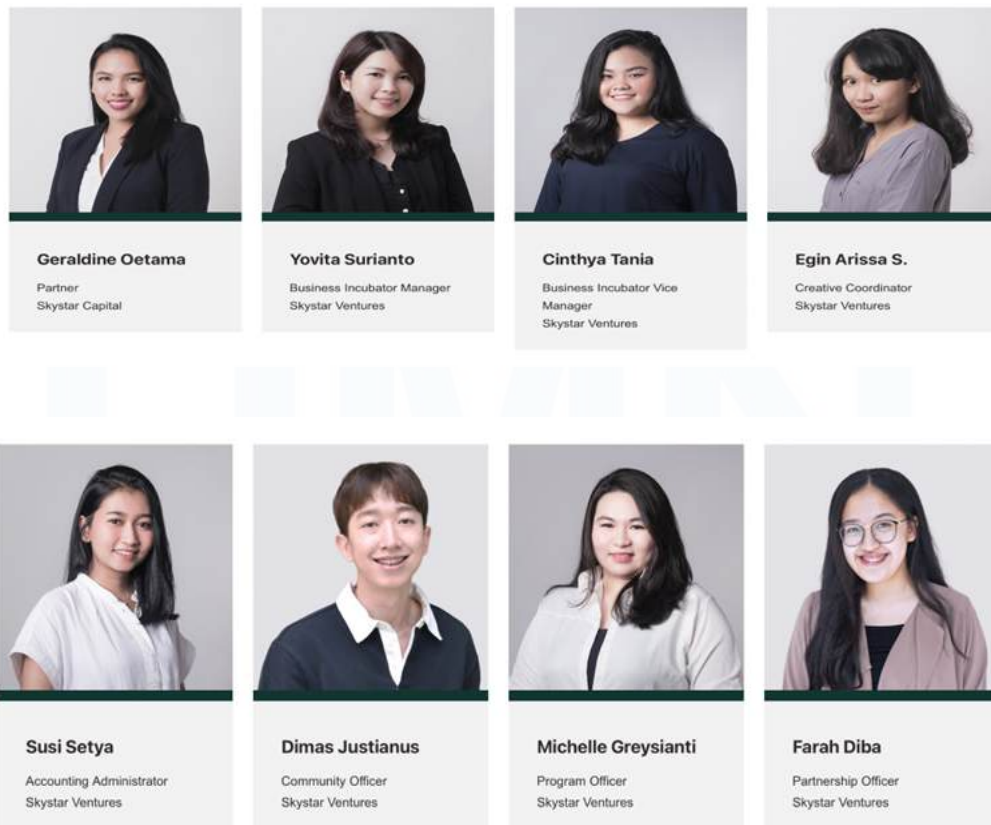 Geraldine Oetama
Partner
Skystar Capital
Yovita Surianto
Business Incubator Manager
Skystar Ventures
Cinthya Tania
Business Incubator Vice
Manager
Skystar Ventures
Egin Arissa S.
Creative Coordinator
Skystar Ventures
Susi Setya
Accounting Administrator
Skystar Ventures
Dimas Justianus
Community Officer
Skystar Ventures
Michelle Greysianti
Program Officer
Skystar Ventures
Farah Diba
Partnership Officer
Skystar Ventures